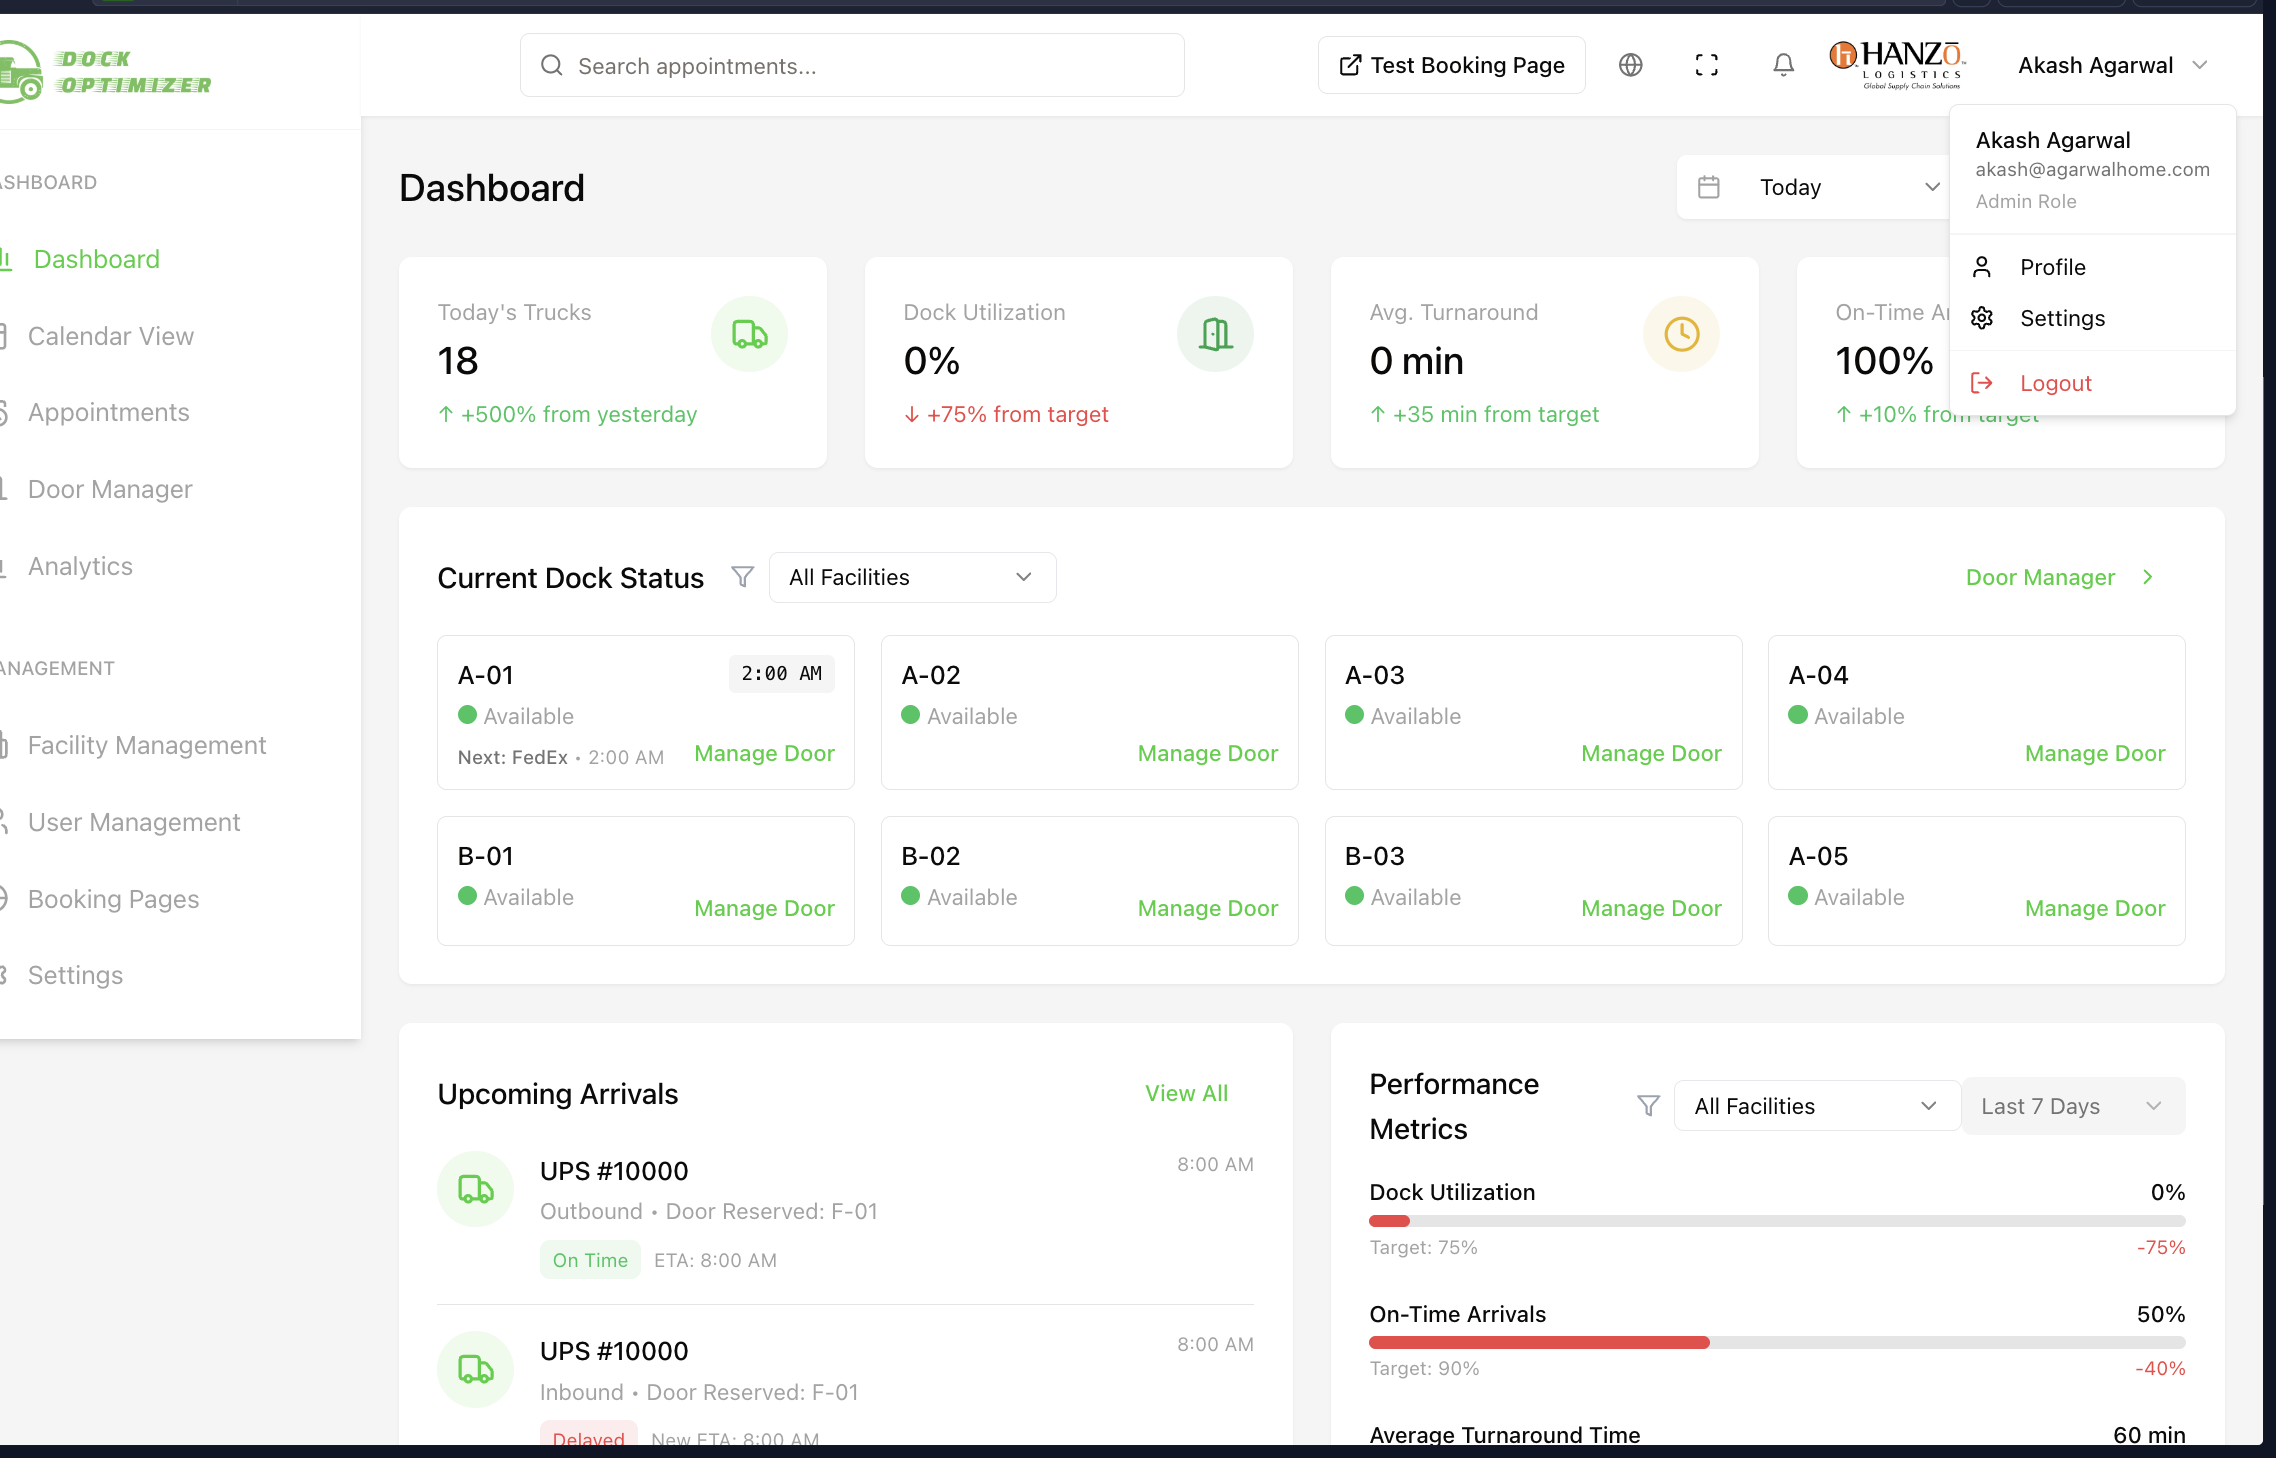 DOCK
OPTIMIZER
Search appointments...
Test Booking Page
HANZŌ
LOGISTICS
Global Supply Chain Solutions
Akash Agarwal
Akash Agarwal
akash@agarwalhome.com
Admin Role
Profile
Settings
Logout
ASHBOARD
Dashboard
Calendar View
Appointments
Door Manager
Analytics
ANAGEMENT
Facility Management
User Management
Booking Pages
Settings
Dashboard
Today
Today's Trucks
18
↑ +500% from yesterday
Dock Utilization
0%
↓ +75% from target
Avg. Turnaround
0 min
↑ +35 min from target
On-Time Ar
100%
↑ +10% from target
Current Dock Status
All Facilities
Door Manager
A-01
2:00 AM
Available
Next: FedEx • 2:00 AM
Manage Door
A-02
Available
Manage Door
A-03
Available
Manage Door
A-04
Available
Manage Door
B-01
Available
Manage Door
B-02
Available
Manage Door
B-03
Available
Manage Door
A-05
Available
Manage Door
Upcoming Arrivals
View All
UPS #10000
8:00 AM
Outbound • Door Reserved: F-01
On Time
ETA: 8:00 AM
UPS #10000
8:00 AM
Inbound • Door Reserved: F-01
Delayed
New ETA: 8:00 AM
Performance
Metrics
All Facilities
Last 7 Days
Dock Utilization
0%
Target: 75%
-75%
On-Time Arrivals
50%
Target: 90%
-40%
Average Turnaround Time
60 min